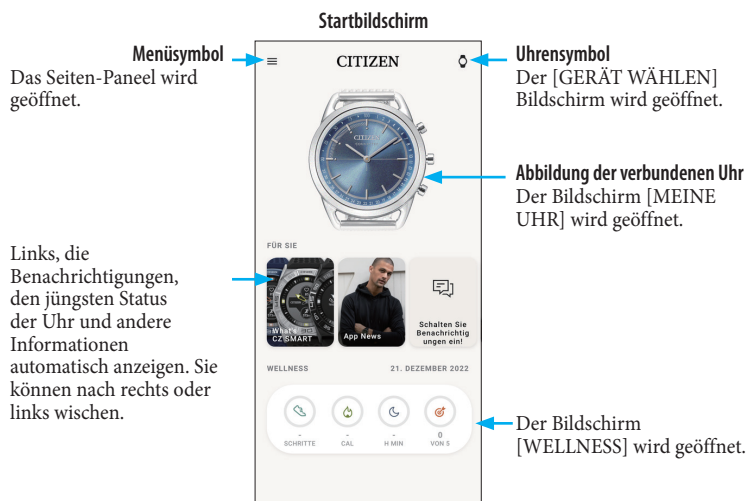 Startbildschirm
Menüsymbol
Das Seiten-Paneel wird
geöffnet.
CITIZEN
Uhrensymbol
Der [GERÄT WÄHLEN]
Bildschirm wird geöffnet.
CITIZEN
Abbildung der verbundenen Uhr
Der Bildschirm [MEINE
UHR] wird geöffnet.
Links, die
Benachrichtigungen,
den jüngsten Status
der Uhr und andere
Informationen
automatisch anzeigen. Sie
können nach rechts oder
links wischen.
FÜR SIE
What's
CZ SMART
App News
Schalten Sie
Benachrichtig
ungen ein!
WELLNESS 21. DEZEMBER 2022
- - - 0
SCHRITTE CAL H MIN VON 5
Der Bildschirm
[WELLNESS] wird geöffnet.